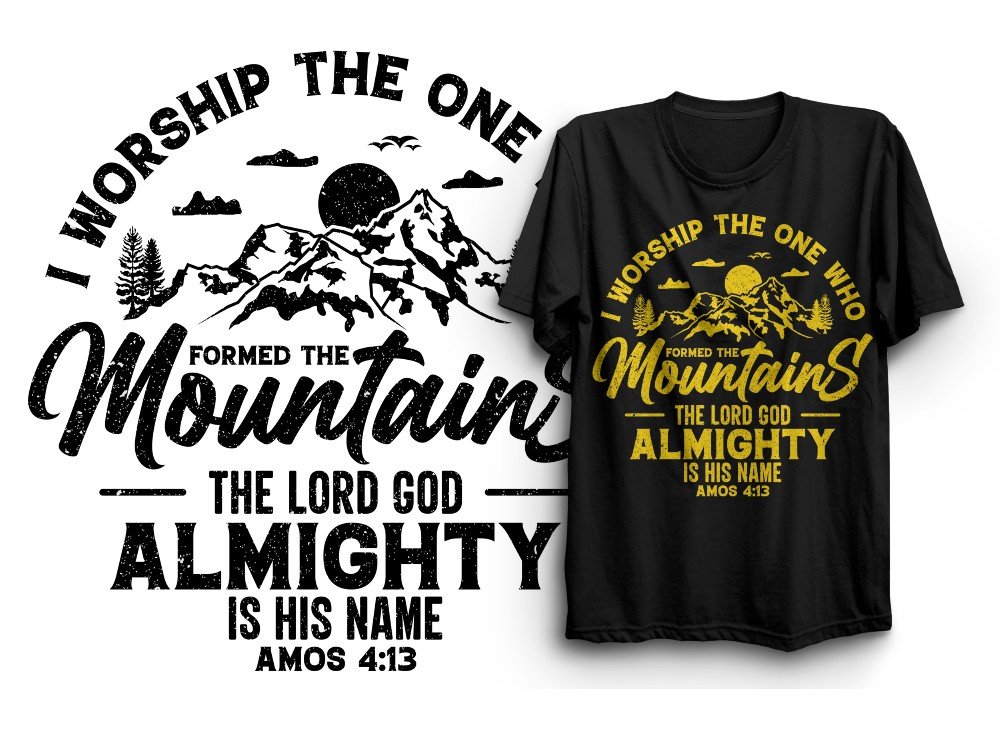 I WORSHIP THE ONE
FORMED THE
Mountains
THE LORD GOD
ALMIGHTY
IS HIS NAME
AMOS 4:13
I WORSHIP THE ONE WHO
FORMED THE
Mountains
THE LORD GOD
ALMIGHTY
IS HIS NAME
AMOS 4:13